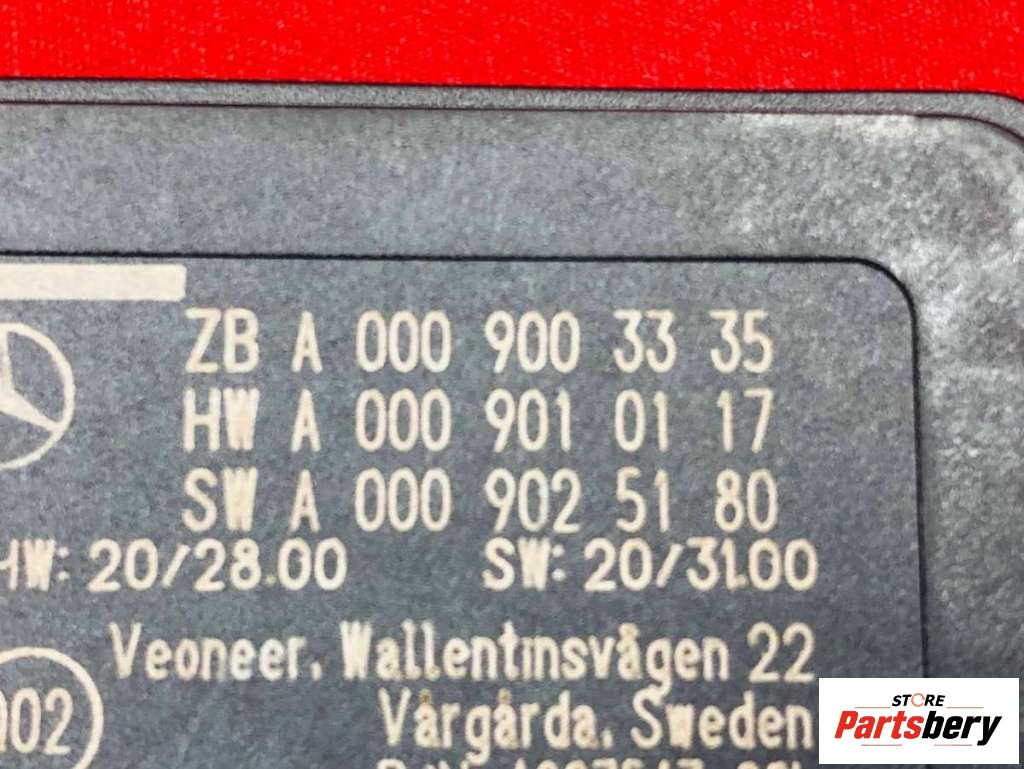 ZB A 000 900 33 35
HW A 000 901 01 17
SW A 000 902 51 80
HW: 20/28.00 SW: 20/31.00
Veoneer, Wallentinsvägen 22
002
Vårgårda, Sweden
STORE
Partsbery